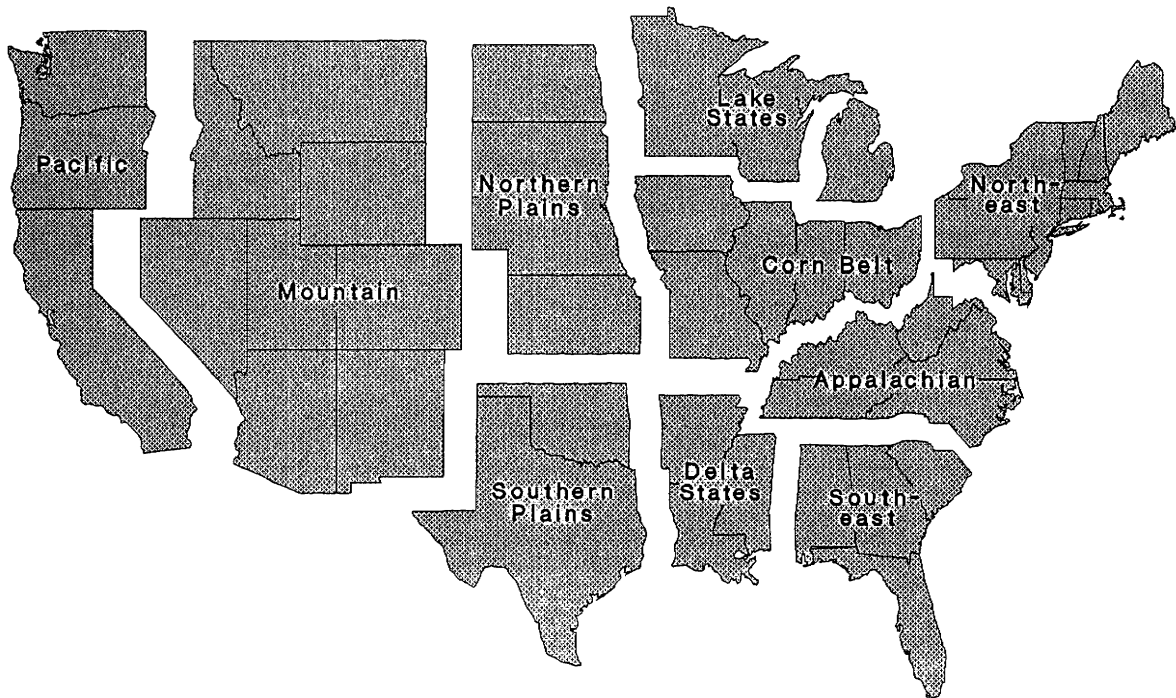 Pacific
Mountain
Northern
Plains
Lake
States
Corn Belt
North-
east
Appalachian
Southern
Plains
Delta
States
South-
east